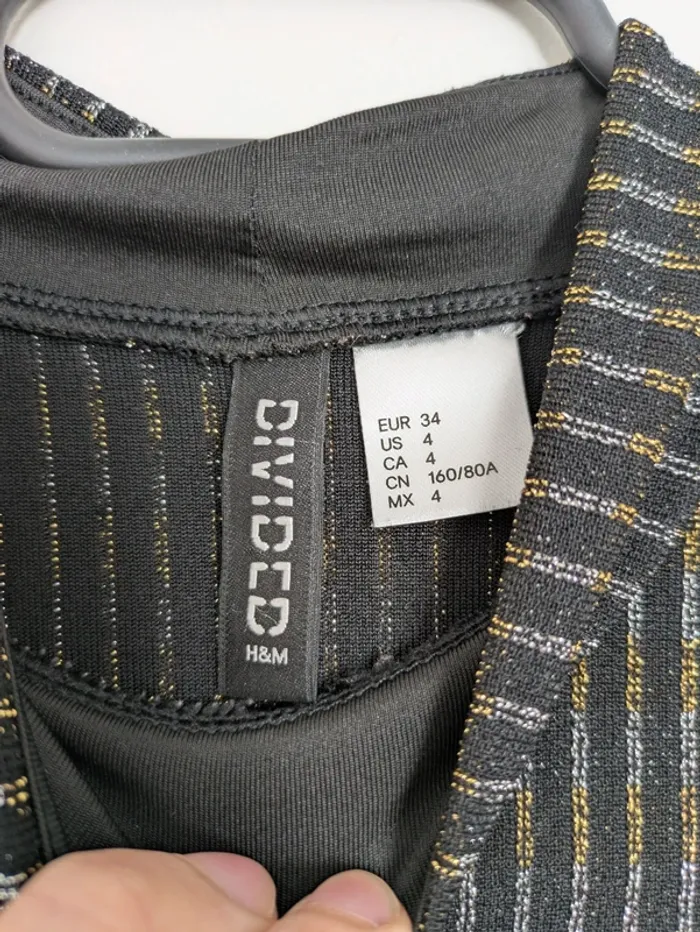 DIVIDED
H&M
EUR 34
US 4
CA 4
CN 160/80A
MX 4